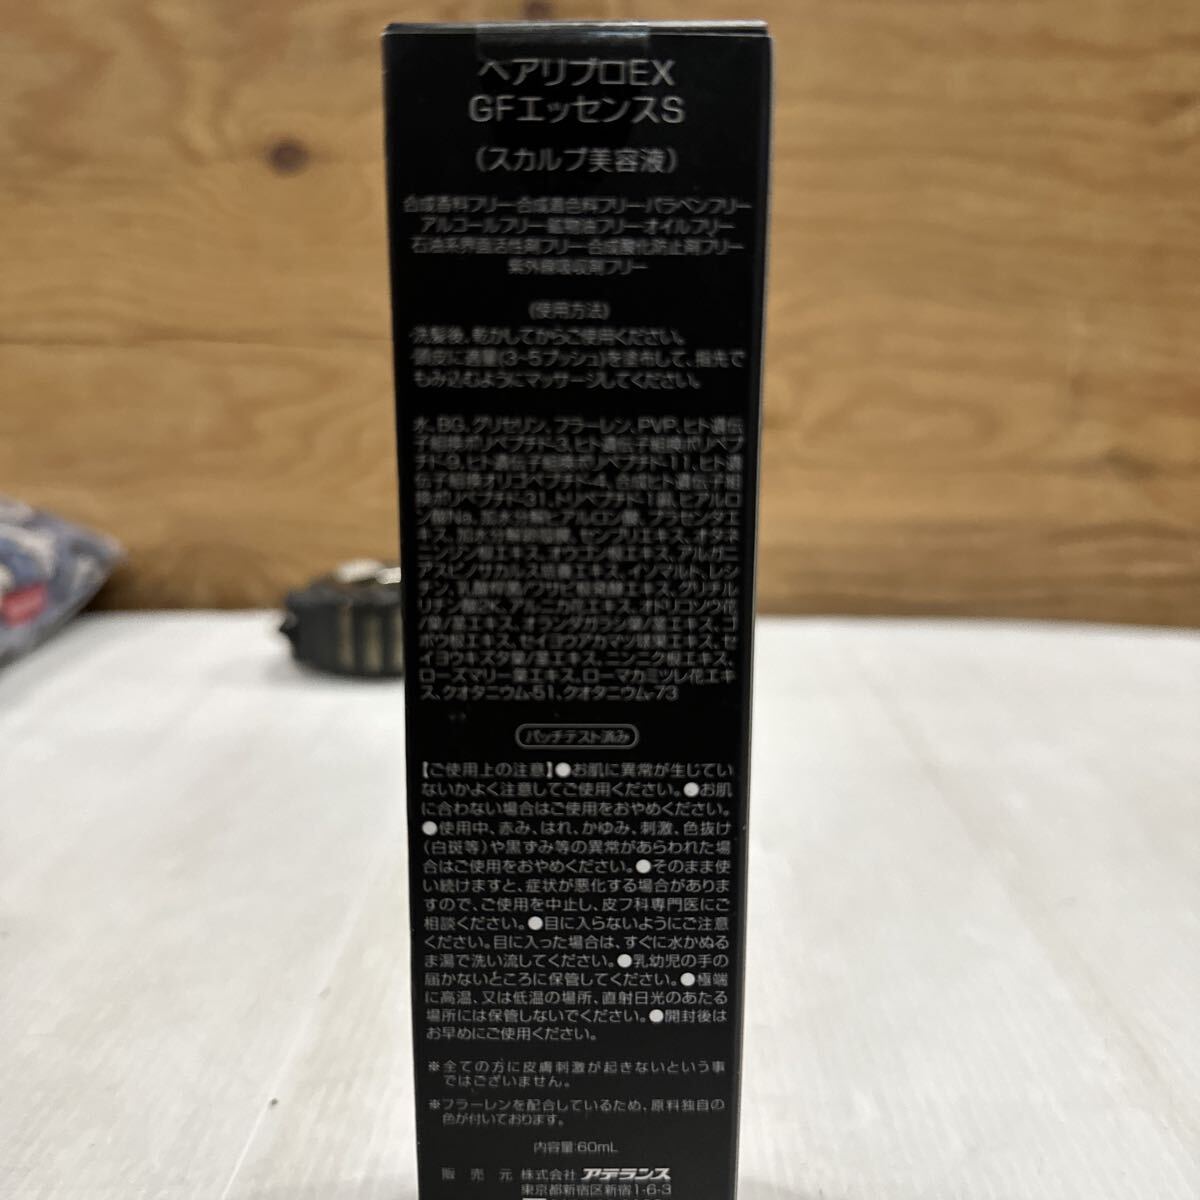 ヘアリプロEX
GFエッセンスS
(スカルプ美容液)
合成香料フリー・合成着色料フリー・パラベンフリー
アルコールフリー・鉱物油フリー・オイルフリー
石油系界面活性剤フリー・合成酸化防止剤フリー
紫外線吸収剤フリー
(使用方法)
洗髪後、乾かしてからご使用ください。
頭皮に適量(3~5プッシュ)を塗布して、指先で
もみ込むようにマッサージしてください。
水、BG、グリセリン、フラーレン、PVP、ヒト遺伝
子組換ポリペプチド-3、ヒト遺伝子組換ポリペプ
チド-9、ヒト遺伝子組換ポリペプチド-11、ヒト遺
伝子組換オリゴペプチド-4、合成ヒト遺伝子組
換ポリペプチド-31、トリペプチド-1銅、ヒアルロ
ン酸Na、加水分解ヒアルロン酸、プラセンタエ
キス、加水分解酵母、センブリエキス、オタネ
ニンジン根エキス、オウゴン根エキス、アルガニ
アスピノサカルス培養エキス、イソマルト、レシ
チン、乳酸桿菌/ワサビ根発酵エキス、グリチル
リチン酸2K、アルニカ花エキス、オドリコソウ花
/葉/茎エキス、オランダガラシ葉/茎エキス、ゴ
ボウ根エキス、セイヨウアカマツ球果エキス、セ
イヨウキズタ葉/茎エキス、ニンニク根エキス、
ローズマリー葉エキス、ローマカミツレ花エキ
ス、クオタニウム-51、クオタニウム-73
パッチテスト済み
【ご使用上の注意】●お肌に異常が生じてい
ないかよく注意してご使用ください。●お肌
に合わない場合はご使用をおやめください。
●使用中、赤み、はれ、かゆみ、刺激、色抜け
(白斑等)や黒ずみ等の異常があらわれた場
合はご使用をおやめください。●そのまま使
い続けますと、症状が悪化する場合がありま
すので、ご使用を中止し、皮フ科専門医にご
相談ください。●目に入らないようにご注意
ください。目に入った場合は、すぐに水かぬる
ま湯で洗い流してください。●乳幼児の手の
届かないところに保管してください。●極端
に高温、又は低温の場所、直射日光のあたる
場所には保管しないでください。●開封後は
お早めにご使用ください。
※全ての方に皮膚刺激が起きないという事
ではございません。
※フラーレンを配合しているため、原料独自の
色が付いております。
内容量:60mL
販売元 株式会社アデランス
東京都新宿区新宿1-6-3